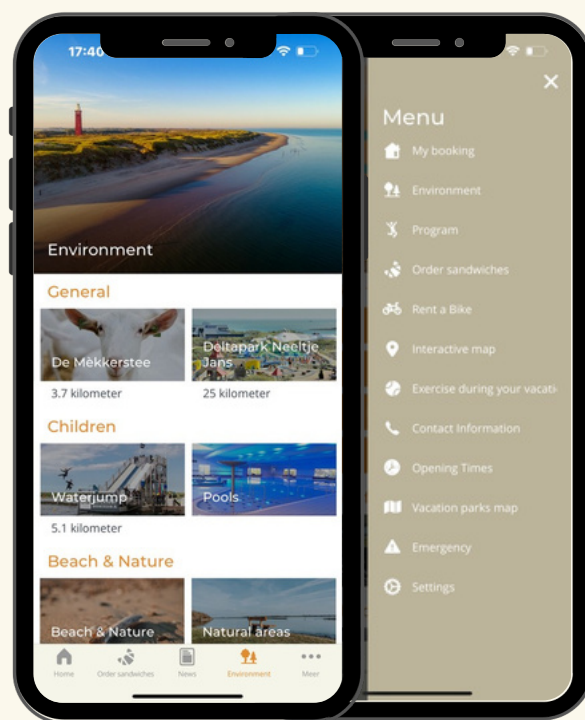 17:40
Environment
General
De Mèkkerstee
Deltapark Neeltje
Jans
3.7 kilometer
25 kilometer
Children
Waterjump
Pools
5.1 kilometer
Beach & Nature
Beach & Nature
Natural areas
Home
Order sandwiches
News
Environment
Meer
Menu
My booking
Environment
Program
Order sandwiches
Rent a Bike
Interactive map
Exercise during your vacati
Contact Information
Opening Times
Vacation parks map
Emergency
Settings